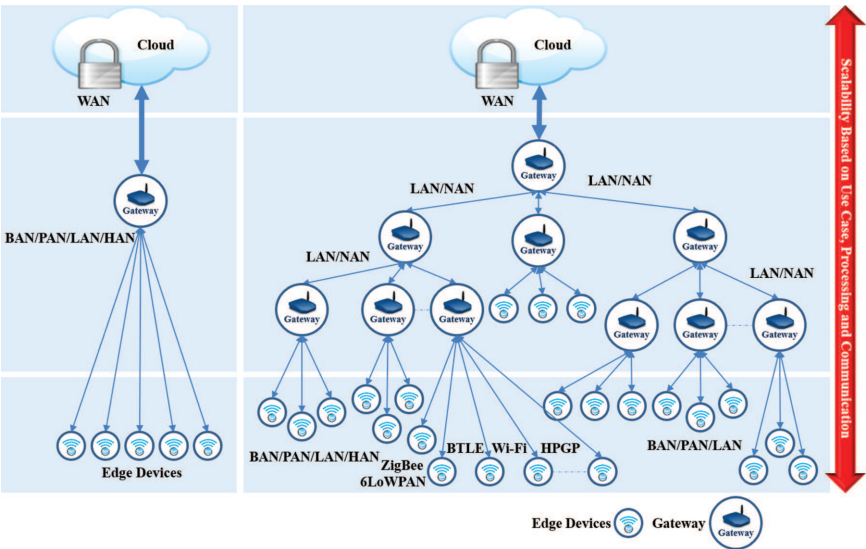 Cloud
WAN
Gateway
BAN/PAN/LAN/HAN
Edge Devices
Cloud
WAN
Gateway
LAN/NAN
LAN/NAN
Gateway
Gateway
Gateway
LAN/NAN
LAN/NAN
Gateway
Gateway
Gateway
Gateway
Gateway
Gateway
BAN/PAN/LAN/HAN
BTLE
Wi-Fi
HPGP
BAN/PAN/LAN
ZigBee
6LoWPAN
Scalability Based on Use Case, Processing and Communication
Edge Devices
Gateway
Gateway